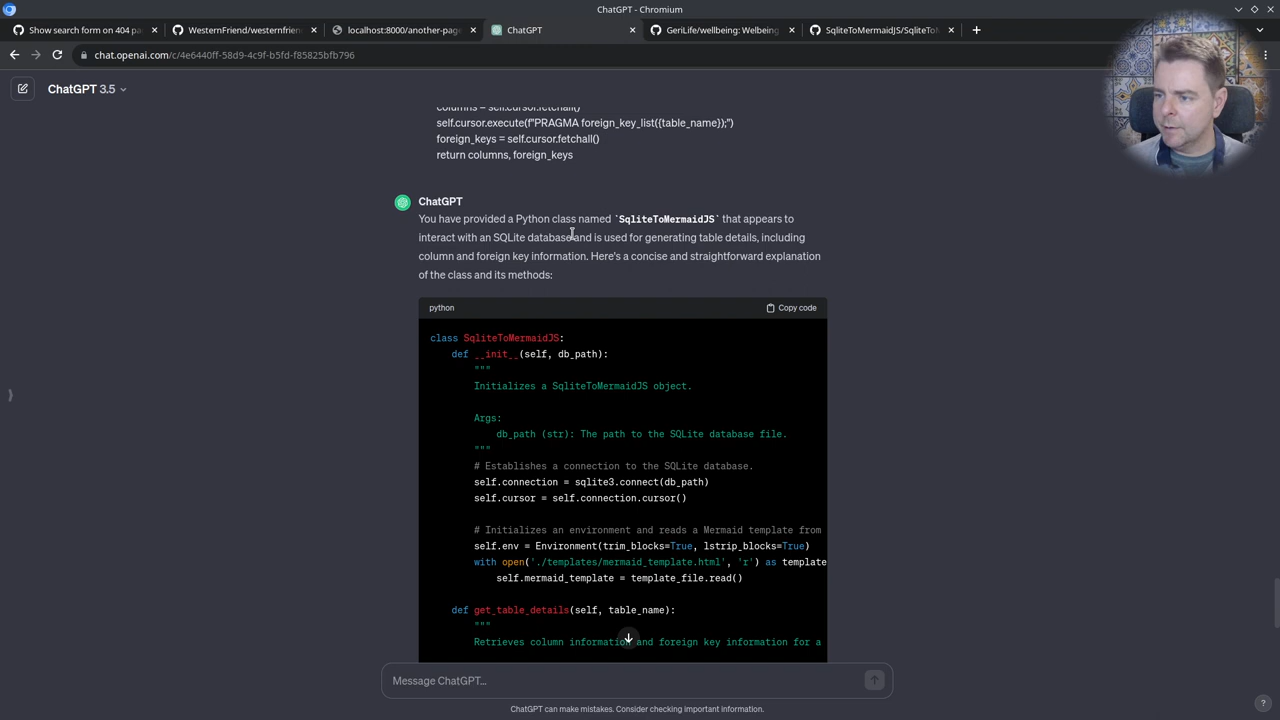 ChatGPT - Chromium
Show search form on 404 pa
WesternFriend/westernfrien
localhost:8000/another-page
ChatGPT
GeriLife/wellbeing: Welbeing
SqliteToMermaidJS/SqliteToM
chat.openai.com/c/4e6440ff-58d9-4c9f-b5fd-f85825bfb796
ChatGPT 3.5
columns = self.cursor.fetchall()
self.cursor.execute(f"PRAGMA foreign_key_list({table_name});")
foreign_keys = self.cursor.fetchall()
return columns, foreign_keys
ChatGPT
You have provided a Python class named `SqliteToMermaidJS` that appears to
interact with an SQLite database and is used for generating table details, including
column and foreign key information. Here's a concise and straightforward explanation
of the class and its methods:
python
Copy code
class SqliteToMermaidJS:
def __init__(self, db_path):
"""
Initializes a SqliteToMermaidJS object.
Args:
db_path (str): The path to the SQLite database file.
"""
# Establishes a connection to the SQLite database.
self.connection = sqlite3.connect(db_path)
self.cursor = self.connection.cursor()
# Initializes an environment and reads a Mermaid template from
self.env = Environment(trim_blocks=True, lstrip_blocks=True)
with open('./templates/mermaid_template.html', 'r') as template
self.mermaid_template = template_file.read()
def get_table_details(self, table_name):
"""
Retrieves column information and foreign key information for a
Message ChatGPT...
ChatGPT can make mistakes. Consider checking important information.
?